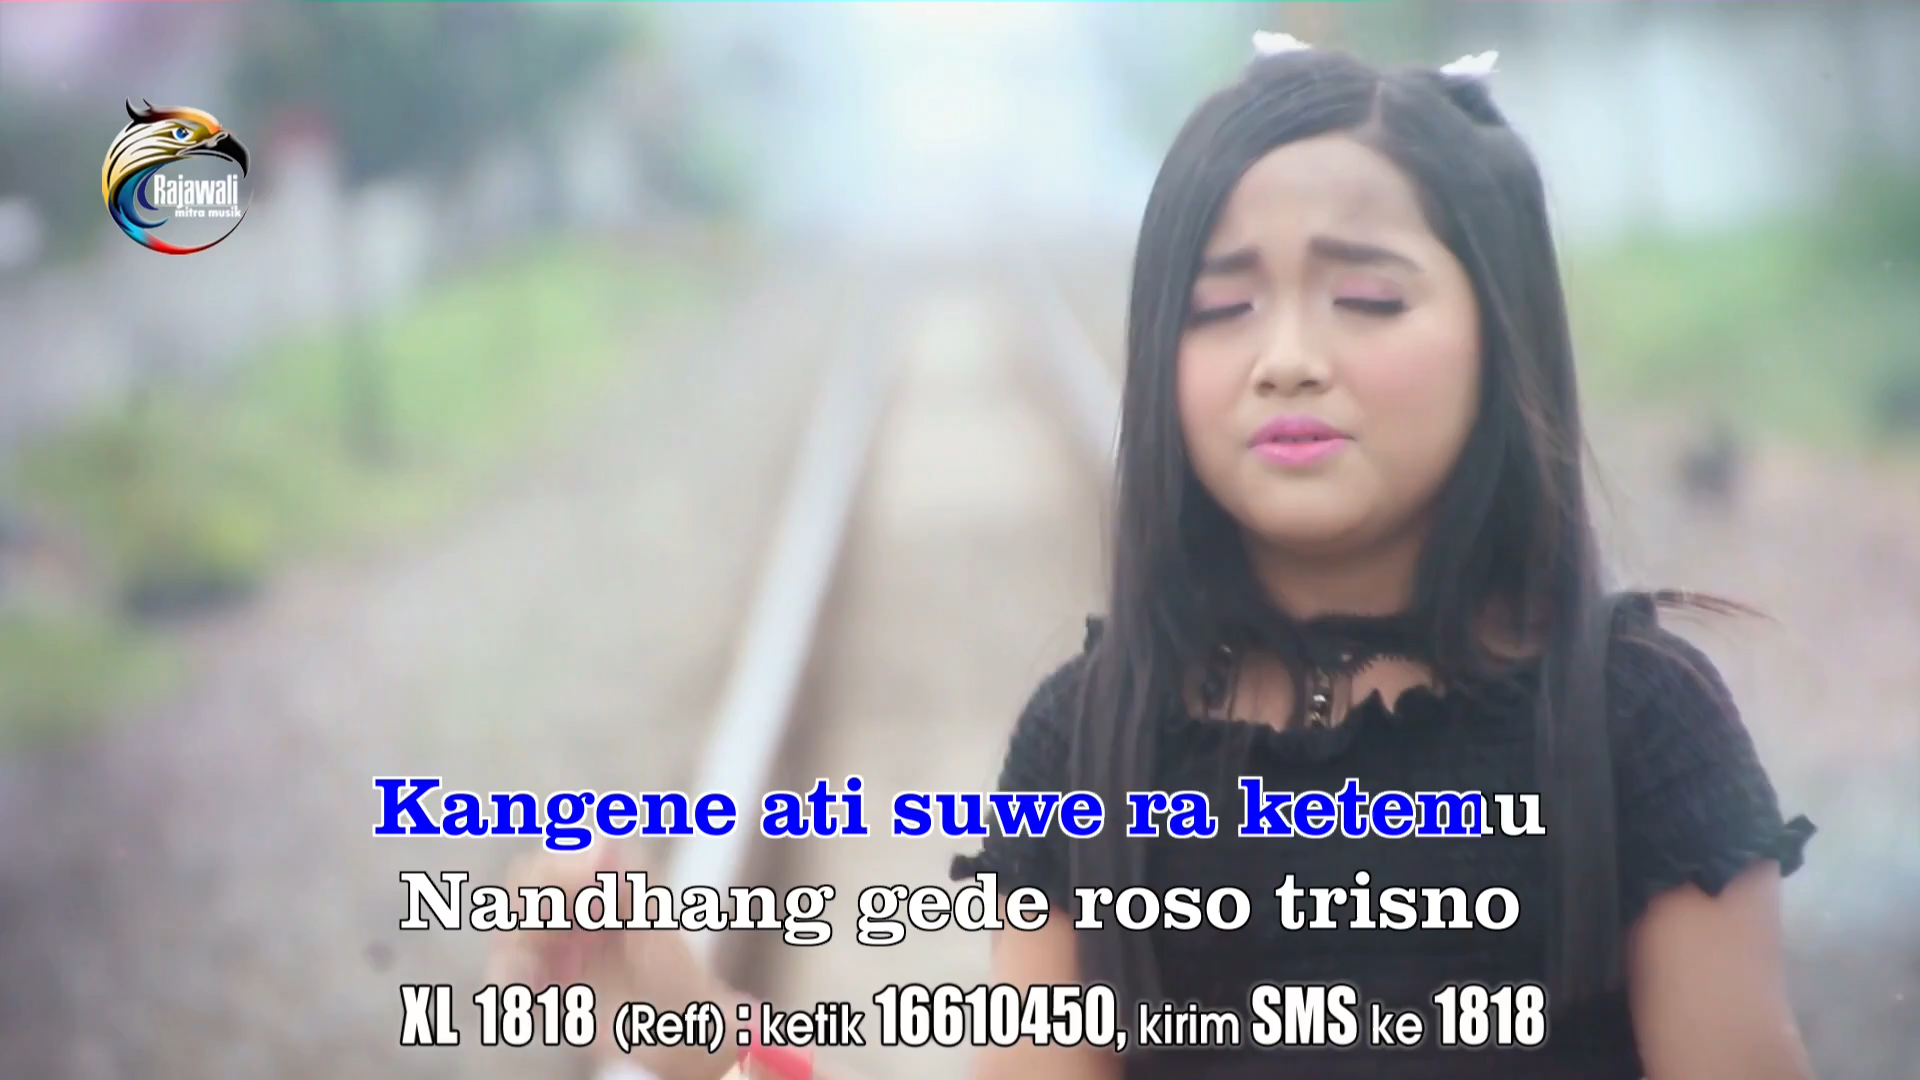 Rajawali
mitra musik
Kangene ati suwe ra ketemu
Nandhang gede roso trisno
XL 1818 (Reff) : ketik 16610450, kirim SMS ke 1818